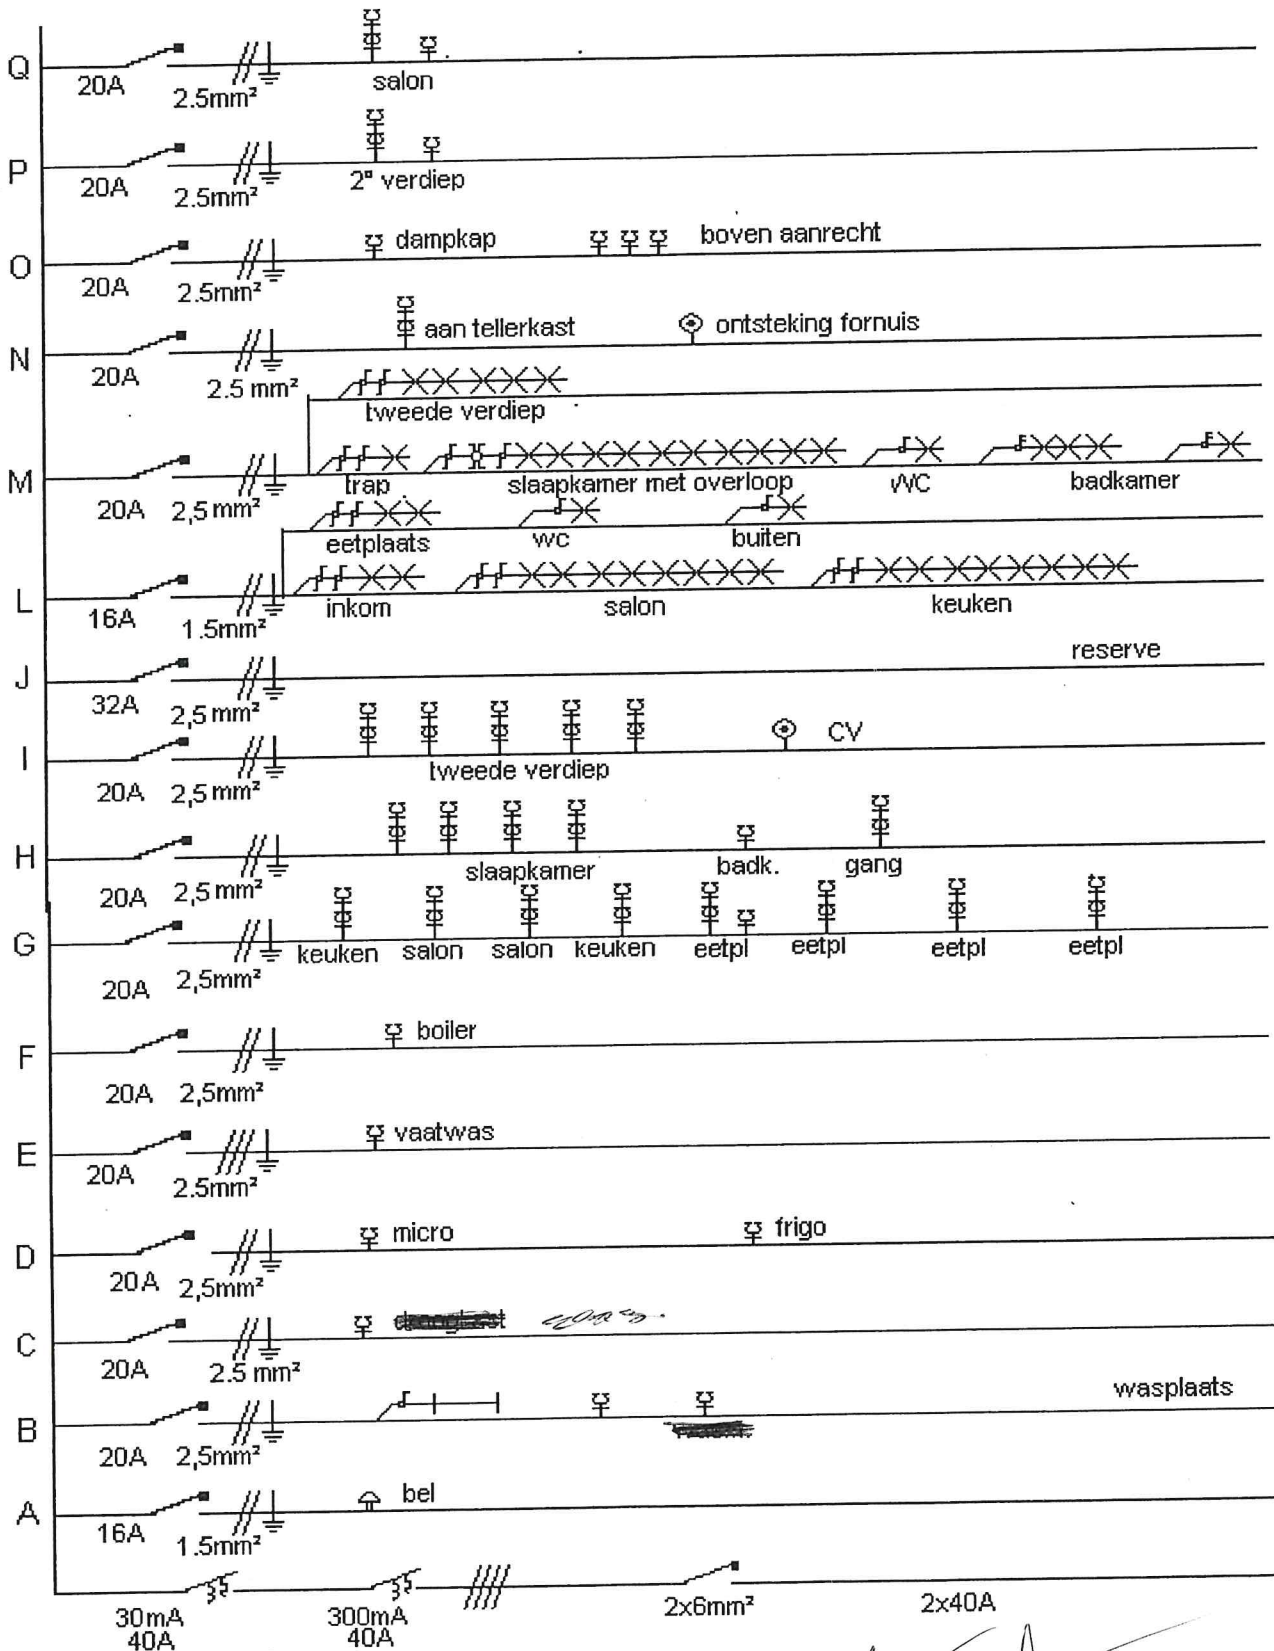 Q
20A
2.5mm²
salon
P
20A
2.5mm²
2° verdiep
O
20A
2.5mm²
dampkap
boven aanrecht
N
20A
2.5 mm²
aan tellerkast
ontsteking fornuis
tweede verdiep
M
20A
2,5 mm²
trap
slaapkamer met overloop
WC
badkamer
eetplaats
wc
buiten
L
16A
1.5mm²
inkom
salon
keuken
J
32A
2,5 mm²
reserve
I
20A
2,5 mm²
tweede verdiep
CV
H
20A
2,5 mm²
slaapkamer
badk.
gang
G
20A
2,5mm²
keuken
salon
salon
keuken
eetpl
eetpl
eetpl
eetpl
F
20A
2,5mm²
boiler
E
20A
2.5mm²
vaatwas
D
20A
2,5mm²
micro
frigo
C
20A
2.5 mm²
B
20A
2,5mm²
wasplaats
A
16A
1.5mm²
bel
30mA
40A
300mA
40A
2x6mm²
2x40A